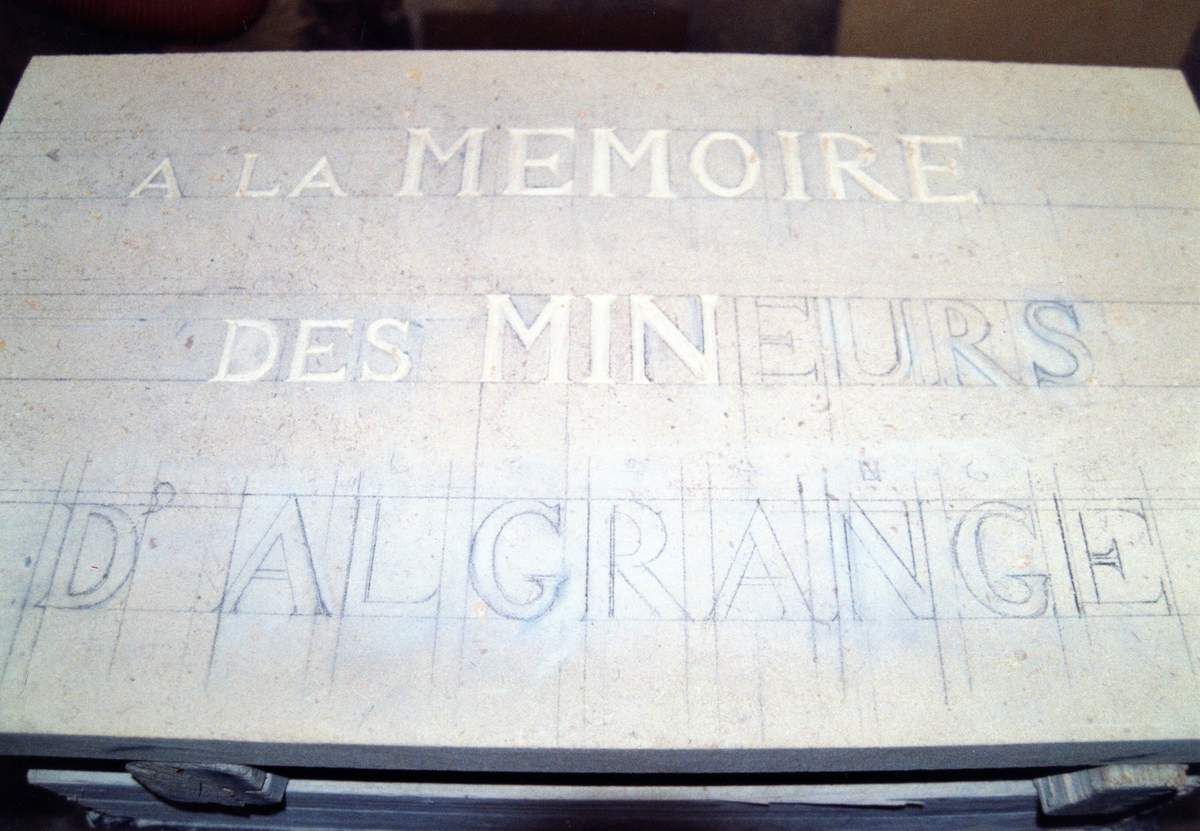 A LA MEMOIRE
DES MINEURS
D'ALGRANGE